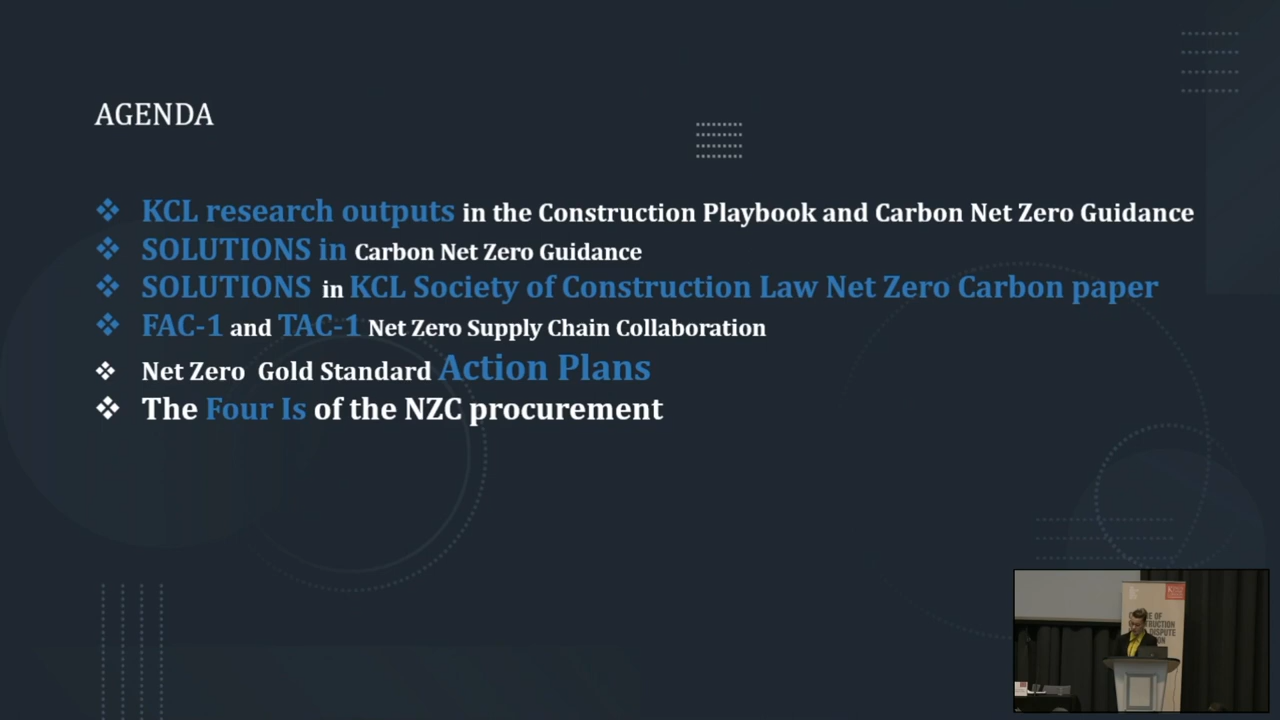 AGENDA
❖ KCL research outputs in the Construction Playbook and Carbon Net Zero Guidance
❖ SOLUTIONS in Carbon Net Zero Guidance
❖ SOLUTIONS in KCL Society of Construction Law Net Zero Carbon paper
❖ FAC-1 and TAC-1 Net Zero Supply Chain Collaboration
❖ Net Zero Gold Standard Action Plans
❖ The Four Is of the NZC procurement
OF
DISPUTE